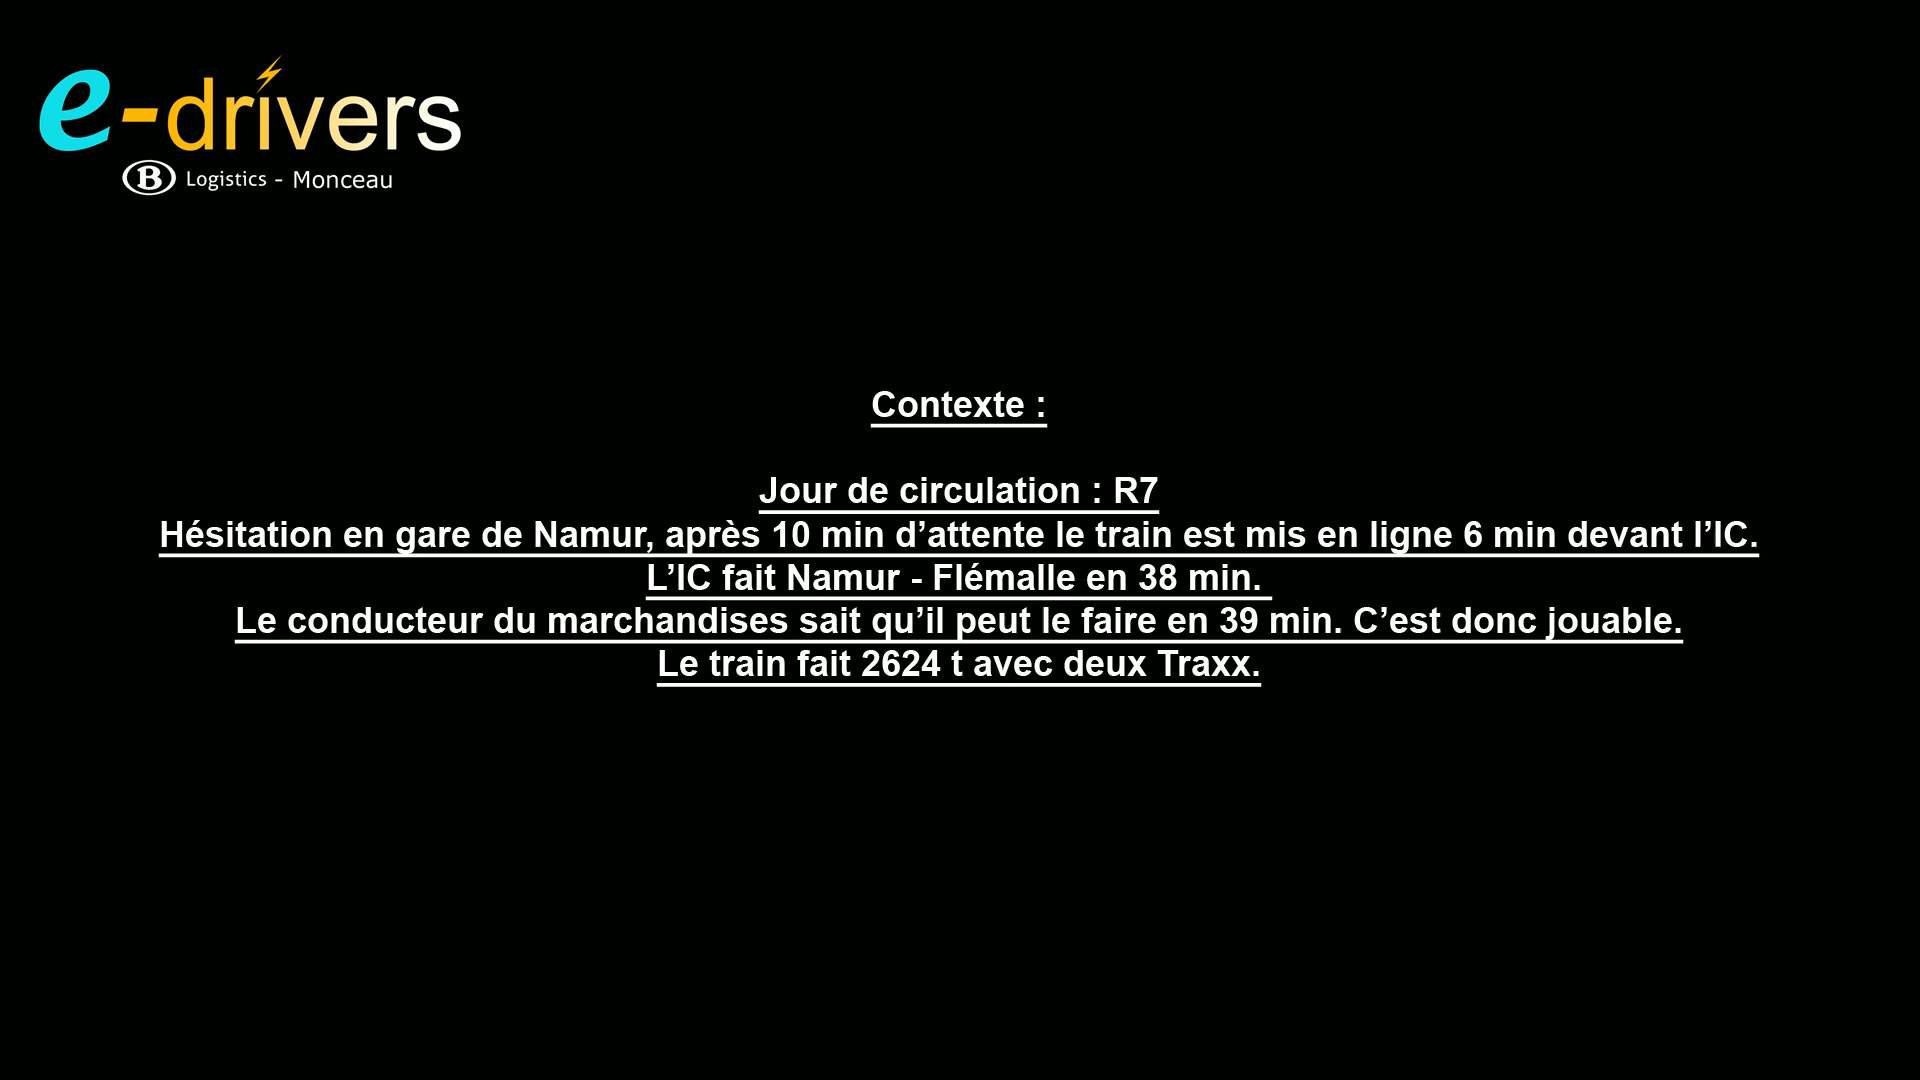 e-drivers
B Logistics - Monceau
Contexte :
Jour de circulation : R7
Hésitation en gare de Namur, après 10 min d’attente le train est mis en ligne 6 min devant l’IC.
L’IC fait Namur - Flémalle en 38 min.
Le conducteur du marchandises sait qu’il peut le faire en 39 min. C’est donc jouable.
Le train fait 2624 t avec deux Traxx.